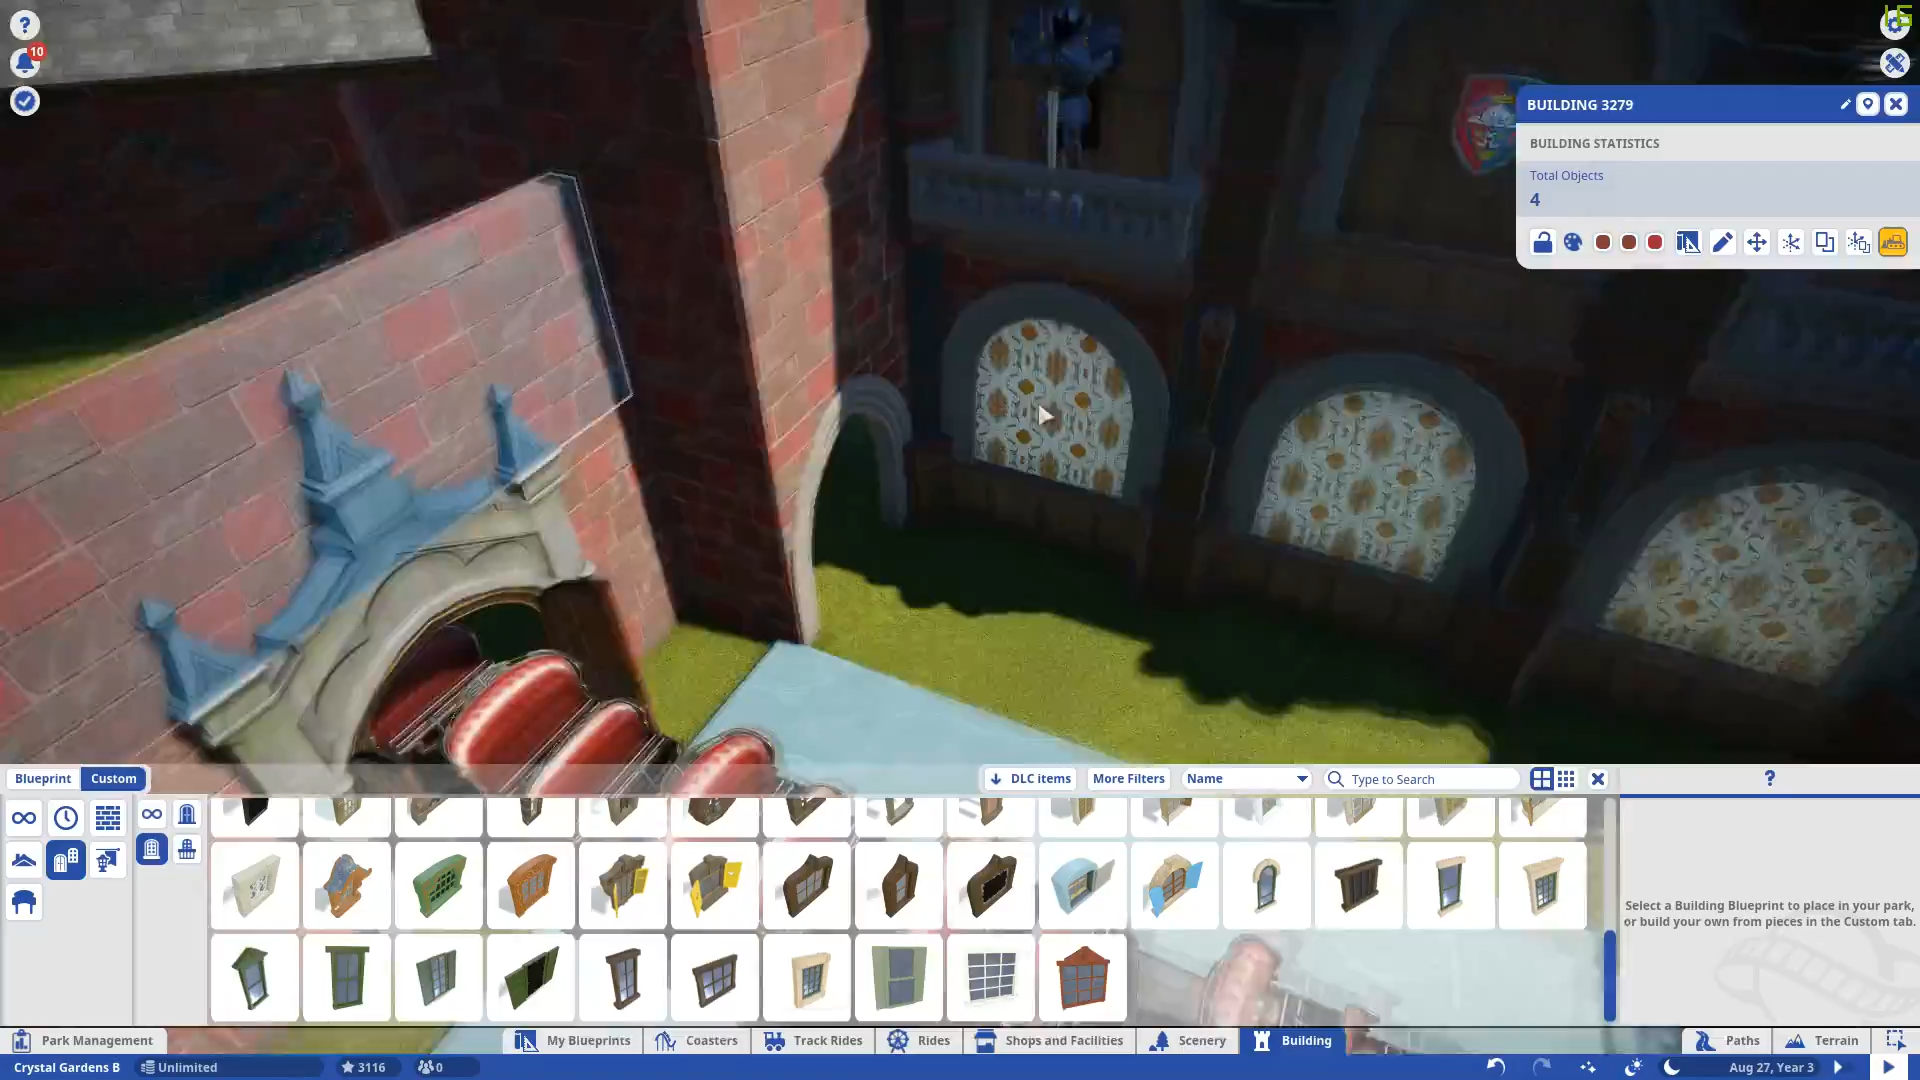 ?
10
16
BUILDING 3279
BUILDING STATISTICS
Total Objects
4
Blueprint
Custom
DLC items
More Filters
Name
Type to Search
?
Select a Building Blueprint to place in your park,
or build your own from pieces in the Custom tab.
Park Management
My Blueprints
Coasters
Track Rides
Rides
Shops and Facilities
Scenery
Building
Paths
Terrain
Crystal Gardens B
Unlimited
3116
0
Aug 27, Year 3